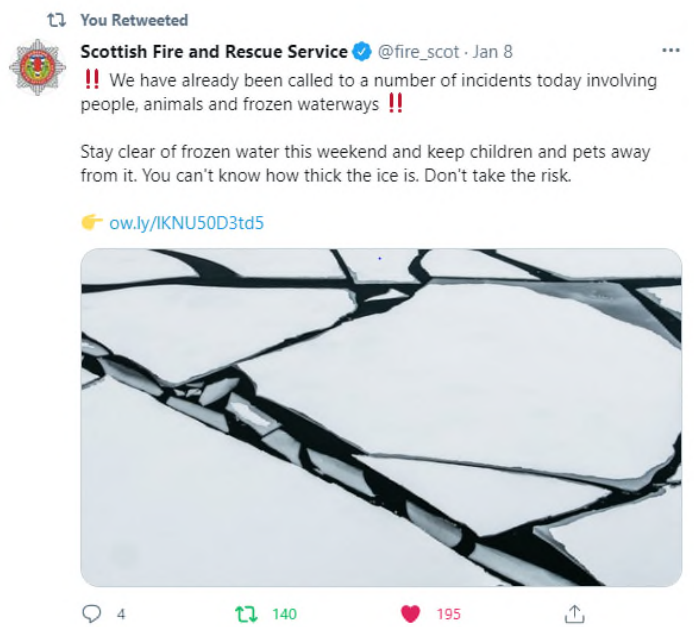 You Retweeted
Scottish Fire and Rescue Service @fire_scot · Jan 8
‼ We have already been called to a number of incidents today involving
people, animals and frozen waterways ‼
Stay clear of frozen water this weekend and keep children and pets away
from it. You can't know how thick the ice is. Don't take the risk.
👉 ow.ly/IKNU50D3td5
4 140 195